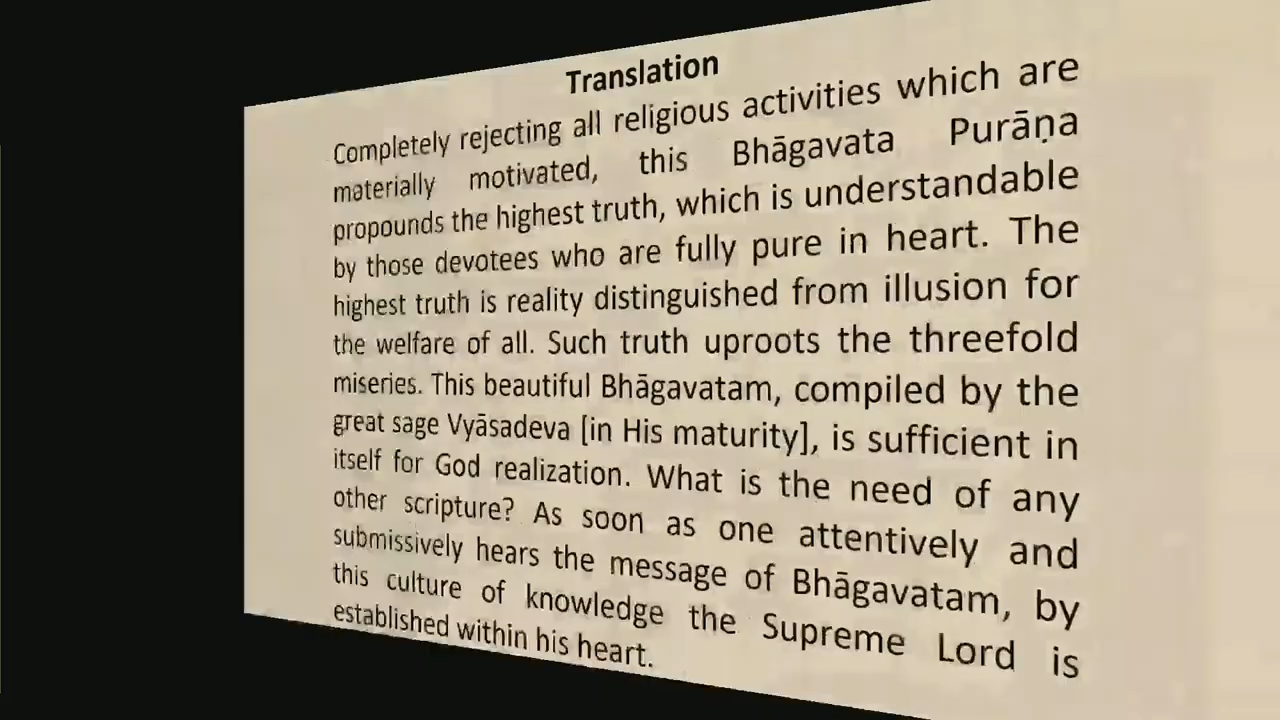 Translation
Completely rejecting all religious activities which are
materially motivated, this Bhāgavata Purāṇa
propounds the highest truth, which is understandable
by those devotees who are fully pure in heart. The
highest truth is reality distinguished from illusion for
the welfare of all. Such truth uproots the threefold
miseries. This beautiful Bhāgavatam, compiled by the
great sage Vyāsadeva [in His maturity], is sufficient in
itself for God realization. What is the need of any
other scripture? As soon as one attentively and
submissively hears the message of Bhāgavatam, by
this culture of knowledge the Supreme Lord is
established within his heart.